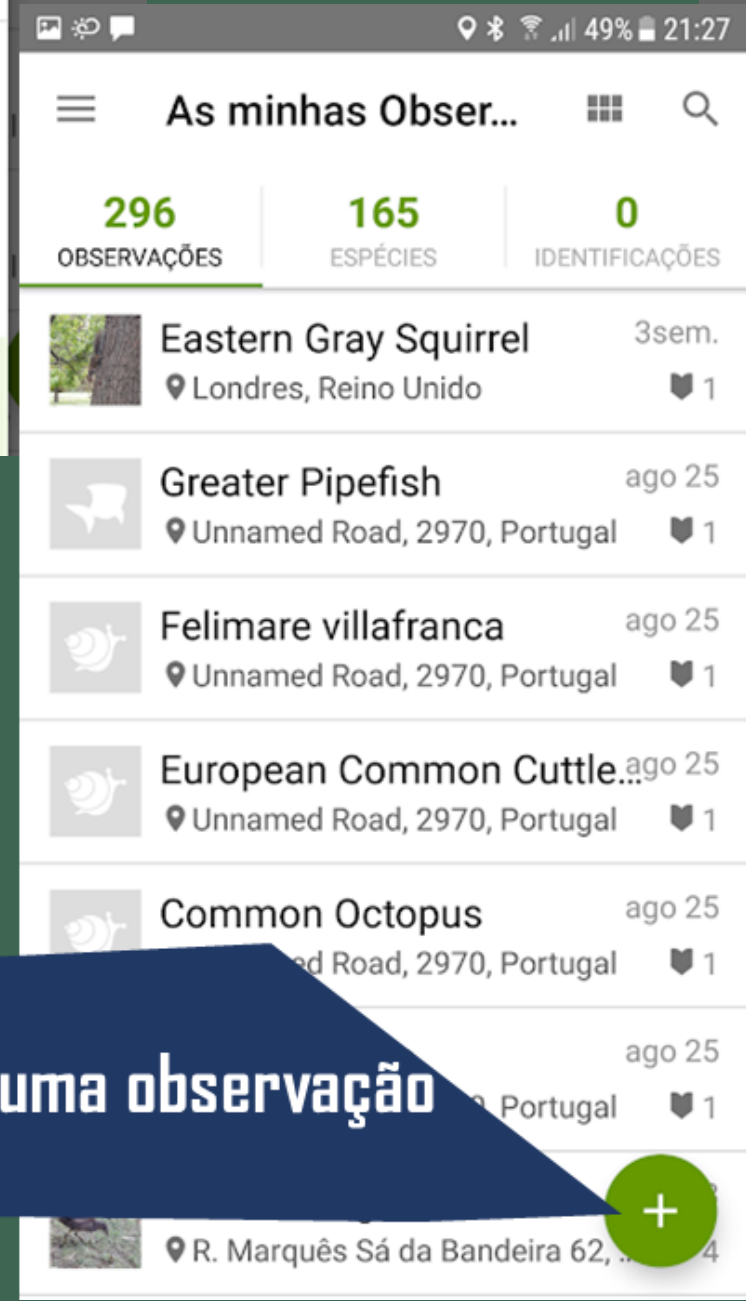 49% 21:27
As minhas Obser...
296 165 0
OBSERVAÇÕES ESPÉCIES IDENTIFICAÇÕES
Eastern Gray Squirrel 3sem.
Londres, Reino Unido 1
Greater Pipefish ago 25
Unnamed Road, 2970, Portugal 1
Felimare villafranca ago 25
Unnamed Road, 2970, Portugal 1
European Common Cuttle... ago 25
Unnamed Road, 2970, Portugal 1
Common Octopus ago 25
Road, 2970, Portugal 1
ago 25
uma observação
Portugal 1
+
R. Marquês Sá da Bandeira 62, ... 4